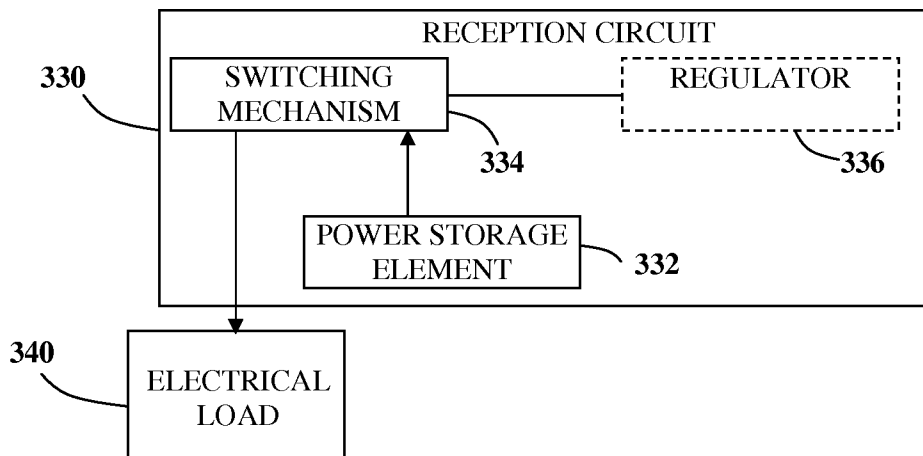 RECEPTION CIRCUIT
330
SWITCHING
MECHANISM
334
REGULATOR
336
POWER STORAGE
ELEMENT
332
340
ELECTRICAL
LOAD